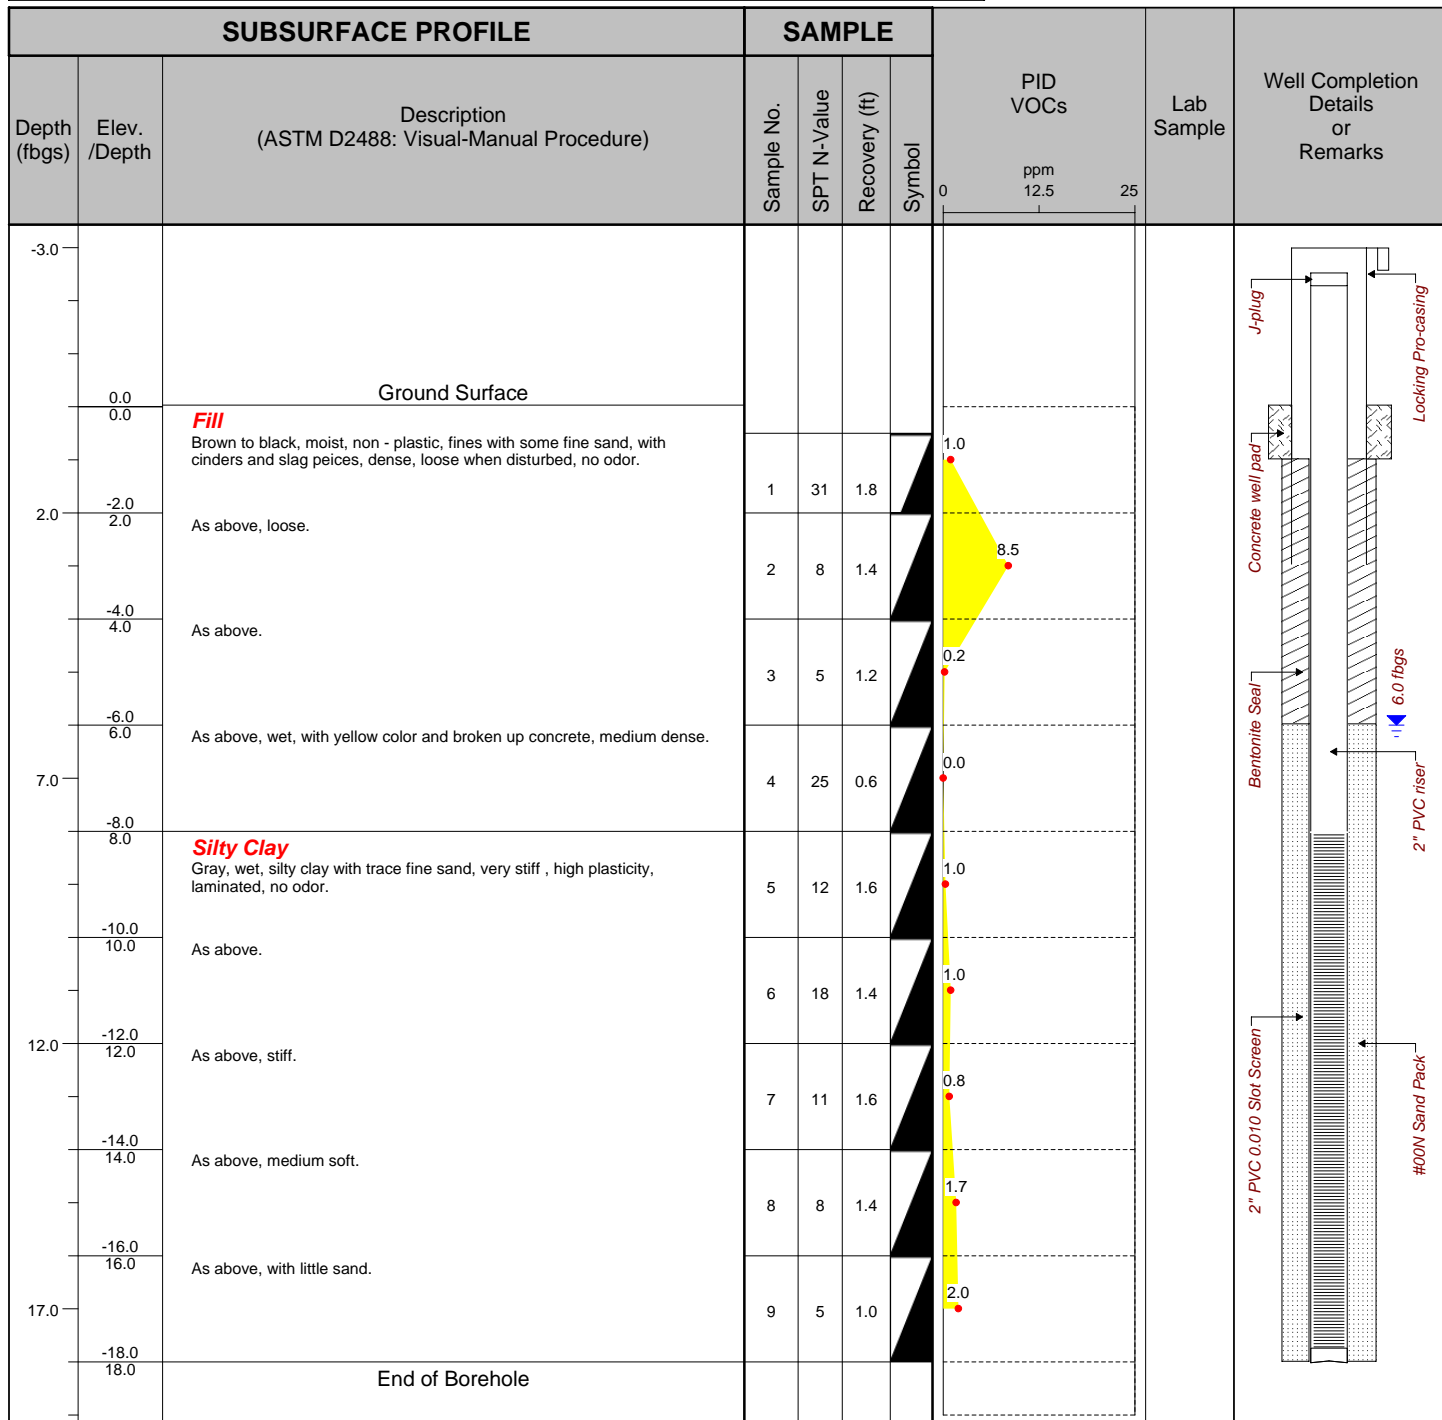 SUBSURFACE PROFILE
SAMPLE
Depth
(fbgs)
Elev.
/Depth
Description
(ASTM D2488: Visual-Manual Procedure)
Sample No.
SPT N-Value
Recovery (ft)
Symbol
PID
VOCs
ppm
0 12.5 25
Lab
Sample
Well Completion
Details
or
Remarks
-3.0
J-plug
Locking Pro-casing
0.0
Ground Surface
0.0
Fill
Brown to black, moist, non - plastic, fines with some fine sand, with
cinders and slag peices, dense, loose when disturbed, no odor.
1 31 1.8
1.0
Concrete well pad
-2.0
2.0
2.0
As above, loose.
2 8 1.4
8.5
-4.0
4.0
As above.
3 5 1.2
0.2
Bentonite Seal
6.0 fbgs
-6.0
6.0
As above, wet, with yellow color and broken up concrete, medium dense.
7.0
4 25 0.6
0.0
2" PVC riser
-8.0
8.0
Silty Clay
Gray, wet, silty clay with trace fine sand, very stiff , high plasticity,
laminated, no odor.
5 12 1.6
1.0
-10.0
10.0
As above.
6 18 1.4
1.0
2" PVC 0.010 Slot Screen
#00N Sand Pack
-12.0
12.0
12.0
As above, stiff.
7 11 1.6
0.8
-14.0
14.0
As above, medium soft.
8 8 1.4
1.7
-16.0
16.0
As above, with little sand.
17.0
9 5 1.0
2.0
-18.0
18.0
End of Borehole